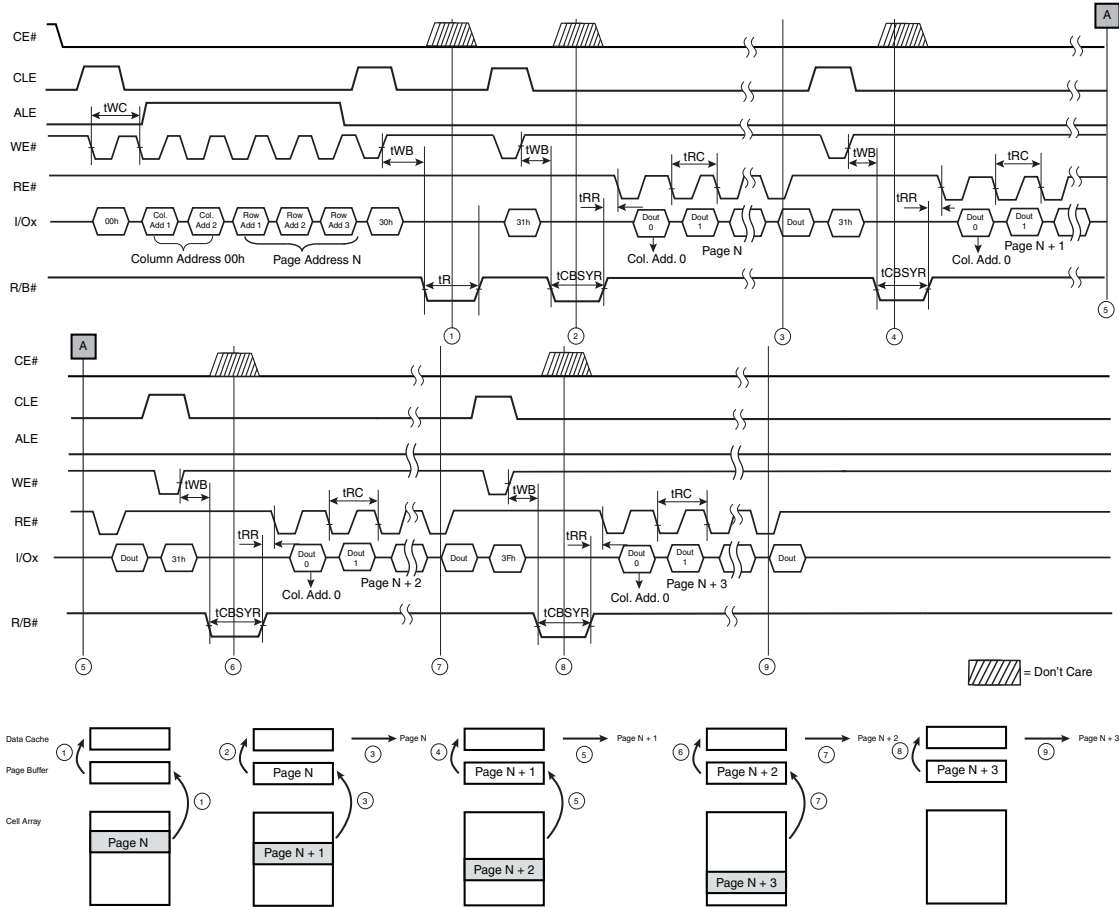 A
CE#
CLE
ALE
tWC
WE#
tWB
tWB
tWB
tRC
tRC
RE#
tRR
tRR
I/Ox
00h
Col. Add 1
Col. Add 2
Row Add 1
Row Add 2
Row Add 3
30h
31h
Dout 0
Dout 1
Dout
31h
Dout 0
Dout 1
Column Address 00h
Page Address N
Page N
Col. Add. 0
Page N + 1
Col. Add. 0
R/B#
tR
tCBSYR
tCBSYR
1
2
3
4
5
A
CE#
CLE
ALE
WE#
tWB
tWB
tRC
tRC
RE#
tRR
tRR
I/Ox
Dout
31h
Dout 0
Dout 1
Dout
3Fh
Dout 0
Dout 1
Dout
Page N + 2
Col. Add. 0
Page N + 3
Col. Add. 0
R/B#
tCBSYR
tCBSYR
5
6
7
8
9
= Don't Care
Data Cache
1
2
3
Page N
4
5
Page N + 1
6
7
Page N + 2
8
9
Page N + 3
Page Buffer
Page N
Page N + 1
Page N + 2
Page N + 3
1
3
5
7
Cell Array
Page N
Page N + 1
Page N + 2
Page N + 3